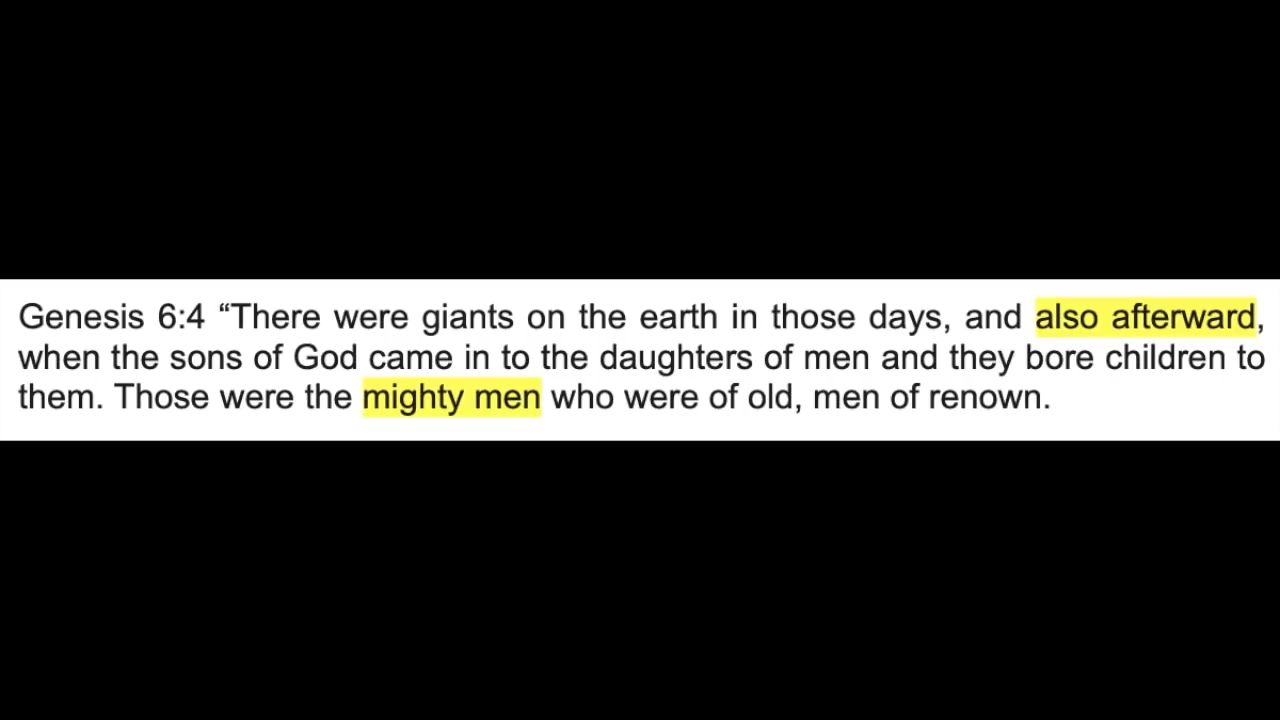 Genesis 6:4 “There were giants on the earth in those days, and also afterward,
when the sons of God came in to the daughters of men and they bore children to
them. Those were the mighty men who were of old, men of renown.